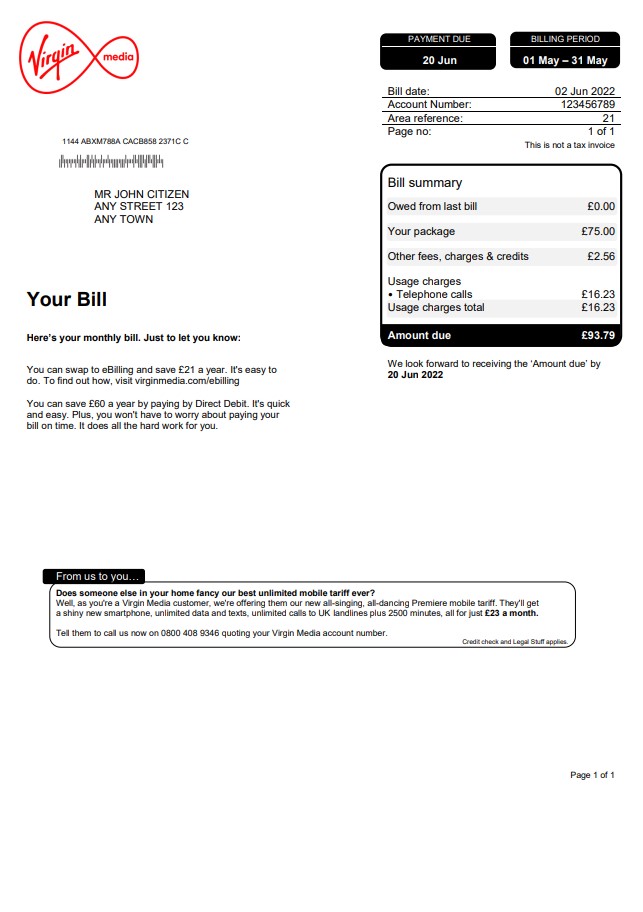 Virgin media
PAYMENT DUE
20 Jun
BILLING PERIOD
01 May – 31 May
Bill date: 02 Jun 2022
Account Number: 123456789
Area reference: 21
Page no: 1 of 1
This is not a tax invoice
1144 ABXM788A CACB858 2371C C
MR JOHN CITIZEN
ANY STREET 123
ANY TOWN
Bill summary
Owed from last bill £0.00
Your package £75.00
Other fees, charges & credits £2.56
Usage charges
• Telephone calls £16.23
Usage charges total £16.23
Amount due £93.79
We look forward to receiving the ‘Amount due’ by
20 Jun 2022
Your Bill
Here’s your monthly bill. Just to let you know:
You can swap to eBilling and save £21 a year. It's easy to
do. To find out how, visit virginmedia.com/ebilling
You can save £60 a year by paying by Direct Debit. It's quick
and easy. Plus, you won't have to worry about paying your
bill on time. It does all the hard work for you.
From us to you…
Does someone else in your home fancy our best unlimited mobile tariff ever?
Well, as you're a Virgin Media customer, we're offering them our new all-singing, all-dancing Premiere mobile tariff. They'll get
a shiny new smartphone, unlimited data and texts, unlimited calls to UK landlines plus 2500 minutes, all for just £23 a month.
Tell them to call us now on 0800 408 9346 quoting your Virgin Media account number.
Credit check and Legal Stuff applies.
Page 1 of 1